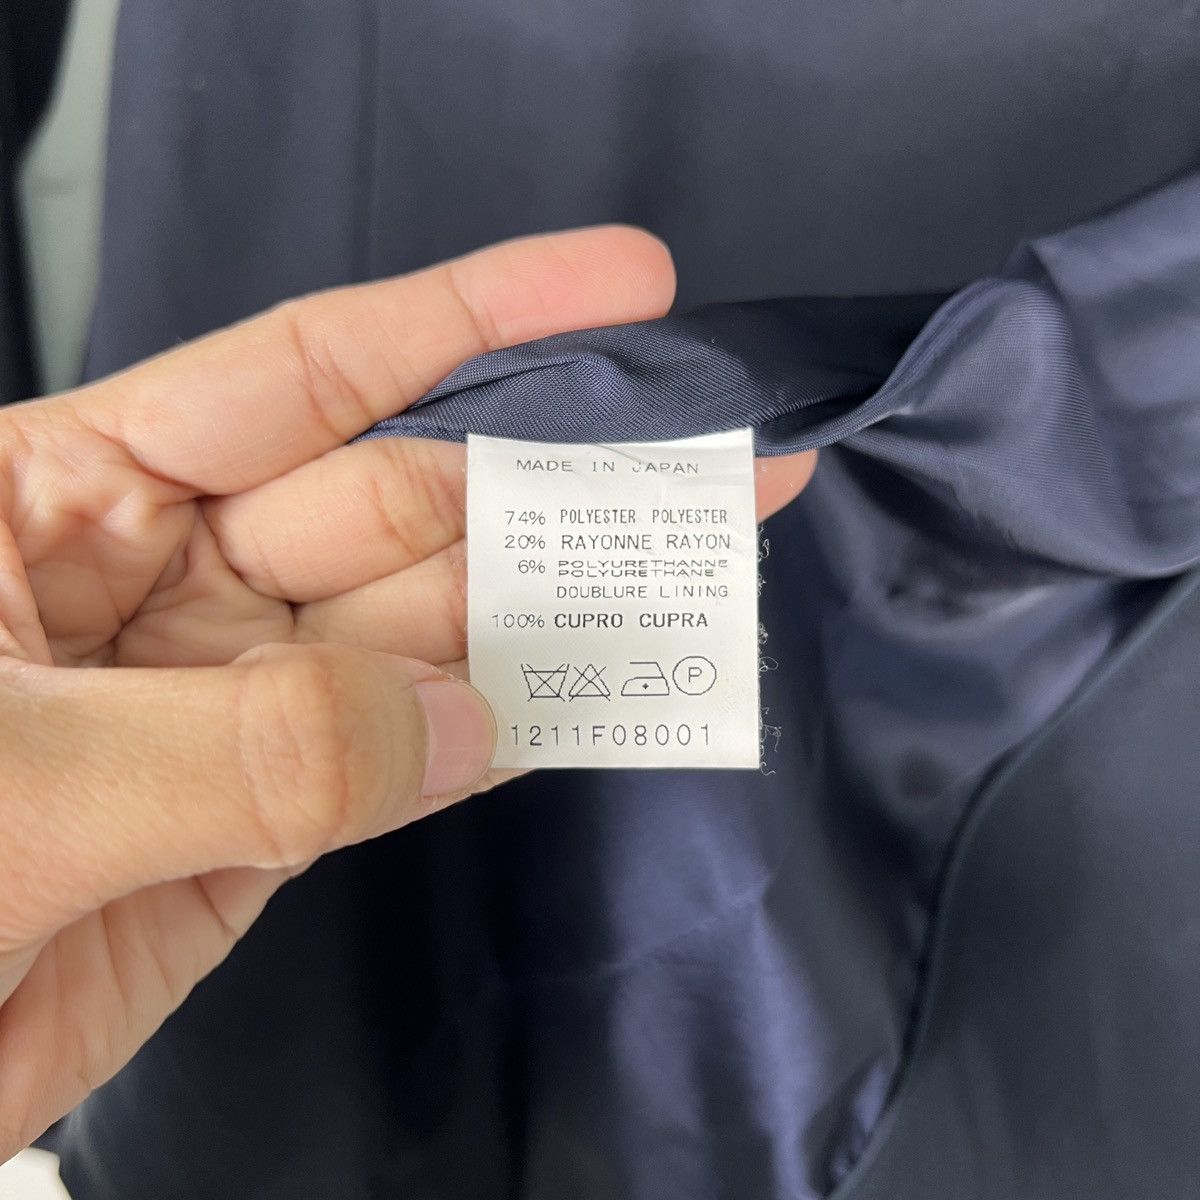 MADE IN JAPAN
74% POLYESTER POLYESTER
20% RAYONNE RAYON
6% POLYURETHANNE
POLYURETHANE
DOUBLURE LINING
100% CUPRO CUPRA
P
1211F08001